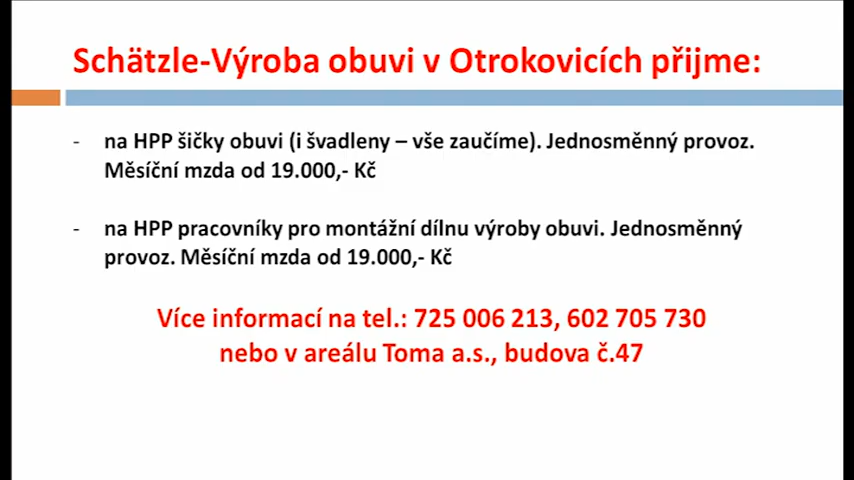 Schätzle-Výroba obuvi v Otrokovicích přijme:
- na HPP šičky obuvi (i švadleny – vše zaučíme). Jednosměnný provoz.
Měsíční mzda od 19.000,- Kč
- na HPP pracovníky pro montážní dílnu výroby obuvi. Jednosměnný
provoz. Měsíční mzda od 19.000,- Kč
Více informací na tel.: 725 006 213, 602 705 730
nebo v areálu Toma a.s., budova č.47